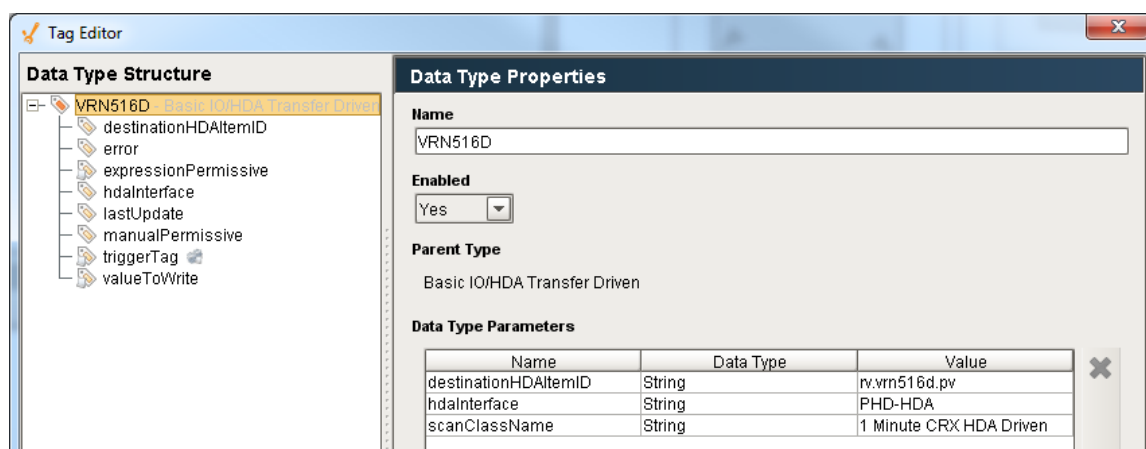 Tag Editor
Data Type Structure
VRN516D - Basic IO/HDA Transfer Driven
destinationHDAItemID
error
expressionPermissive
hdaInterface
lastUpdate
manualPermissive
triggerTag
valueToWrite
Data Type Properties
Name
VRN516D
Enabled
Yes
Parent Type
Basic IO/HDA Transfer Driven
Data Type Parameters
Name Data Type Value
destinationHDAItemID String rv.vrn516d.pv
hdaInterface String PHD-HDA
scanClassName String 1 Minute CRX HDA Driven